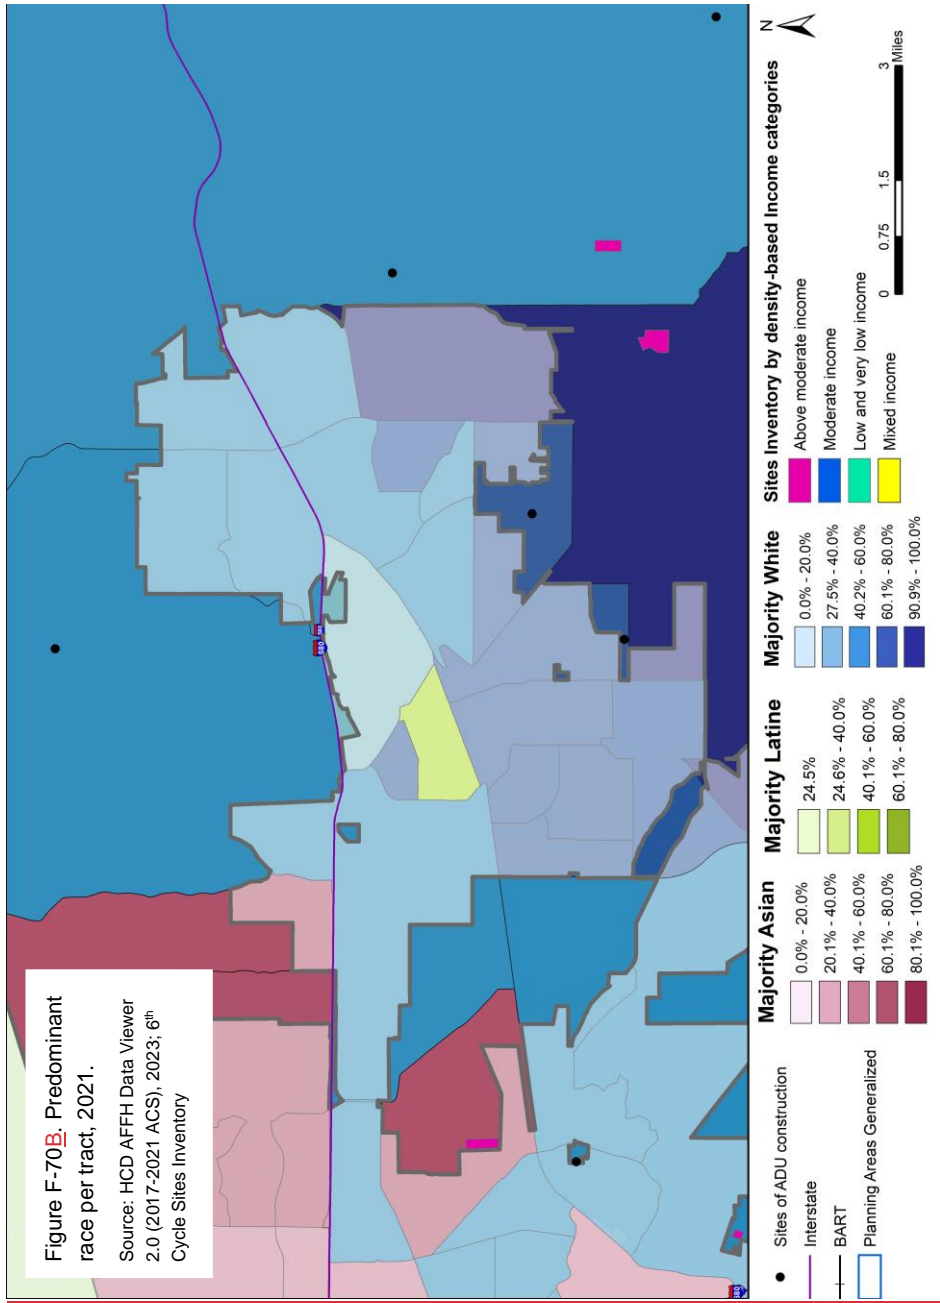 Figure F-70B. Predominant
race per tract, 2021.
Source: HCD AFFH Data Viewer
2.0 (2017-2021 ACS), 2023; 6th
Cycle Sites Inventory
580
680
Sites of ADU construction
Interstate
BART
Planning Areas Generalized
Majority Asian
0.0% - 20.0%
20.1% - 40.0%
40.1% - 60.0%
60.1% - 80.0%
80.1% - 100.0%
Majority Latine
24.5%
24.6% - 40.0%
40.1% - 60.0%
60.1% - 80.0%
Majority White
0.0% - 20.0%
27.5% - 40.0%
40.2% - 60.0%
60.1% - 80.0%
90.9% - 100.0%
Sites Inventory by density-based Income categories
Above moderate income
Moderate income
Low and very low income
Mixed income
N
0 0.75 1.5 3
Miles